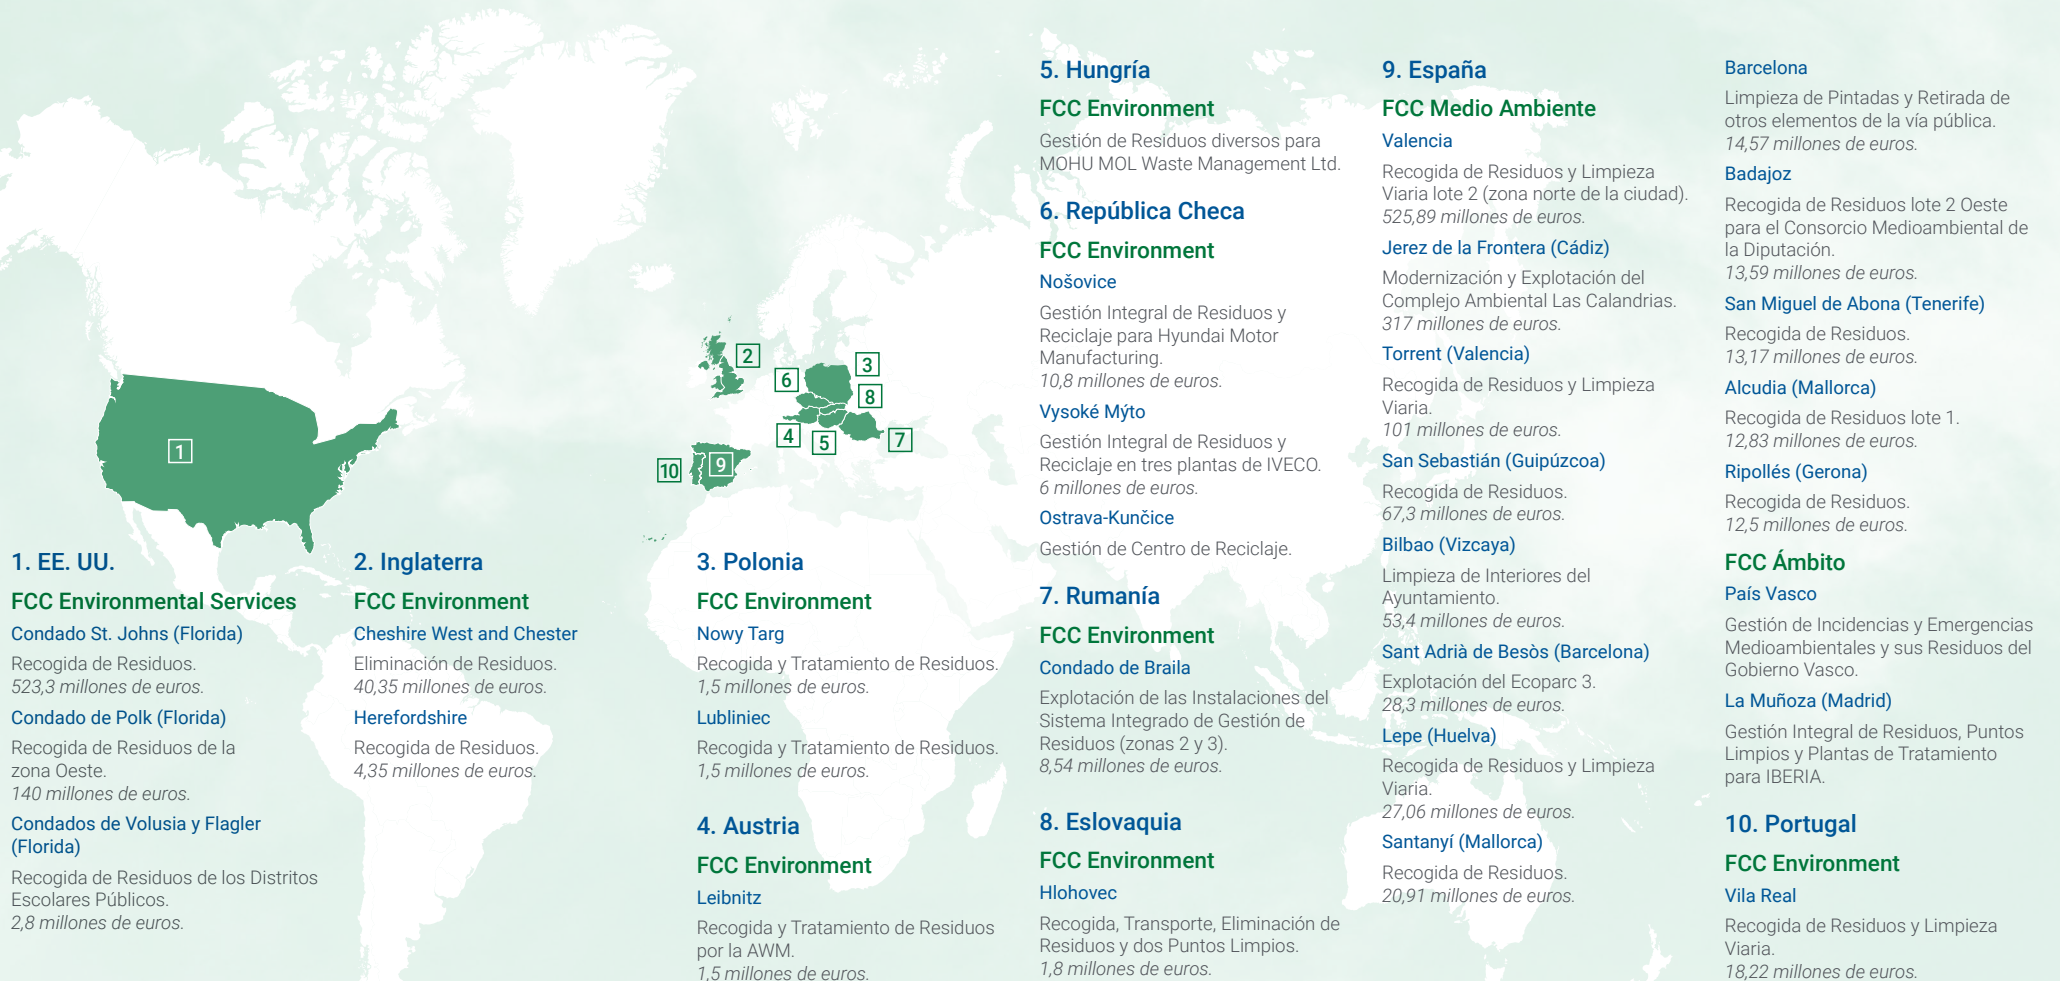 1
2
3
6
8
4
5
7
10
9
1. EE. UU.
FCC Environmental Services
Condado St. Johns (Florida)
Recogida de Residuos.
523,3 millones de euros.
Condado de Polk (Florida)
Recogida de Residuos de la
zona Oeste.
140 millones de euros.
Condados de Volusia y Flagler
(Florida)
Recogida de Residuos de los Distritos
Escolares Públicos.
2,8 millones de euros.
2. Inglaterra
FCC Environment
Cheshire West and Chester
Eliminación de Residuos.
40,35 millones de euros.
Herefordshire
Recogida de Residuos.
4,35 millones de euros.
3. Polonia
FCC Environment
Nowy Targ
Recogida y Tratamiento de Residuos.
1,5 millones de euros.
Lubliniec
Recogida y Tratamiento de Residuos.
1,5 millones de euros.
4. Austria
FCC Environment
Leibnitz
Recogida y Tratamiento de Residuos
por la AWM.
1,5 millones de euros.
5. Hungría
FCC Environment
Gestión de Residuos diversos para
MOHU MOL Waste Management Ltd.
6. República Checa
FCC Environment
Nošovice
Gestión Integral de Residuos y
Reciclaje para Hyundai Motor
Manufacturing.
10,8 millones de euros.
Vysoké Mýto
Gestión Integral de Residuos y
Reciclaje en tres plantas de IVECO.
6 millones de euros.
Ostrava-Kunčice
Gestión de Centro de Reciclaje.
7. Rumanía
FCC Environment
Condado de Braila
Explotación de las Instalaciones del
Sistema Integrado de Gestión de
Residuos (zonas 2 y 3).
8,54 millones de euros.
8. Eslovaquia
FCC Environment
Hlohovec
Recogida, Transporte, Eliminación de
Residuos y dos Puntos Limpios.
1,8 millones de euros.
9. España
FCC Medio Ambiente
Valencia
Recogida de Residuos y Limpieza
Viaria lote 2 (zona norte de la ciudad).
525,89 millones de euros.
Jerez de la Frontera (Cádiz)
Modernización y Explotación del
Complejo Ambiental Las Calandrias.
317 millones de euros.
Torrent (Valencia)
Recogida de Residuos y Limpieza
Viaria.
101 millones de euros.
San Sebastián (Guipúzcoa)
Recogida de Residuos.
67,3 millones de euros.
Bilbao (Vizcaya)
Limpieza de Interiores del
Ayuntamiento.
53,4 millones de euros.
Sant Adrià de Besòs (Barcelona)
Explotación del Ecoparc 3.
28,3 millones de euros.
Lepe (Huelva)
Recogida de Residuos y Limpieza
Viaria.
27,06 millones de euros.
Santanyí (Mallorca)
Recogida de Residuos.
20,91 millones de euros.
Barcelona
Limpieza de Pintadas y Retirada de
otros elementos de la vía pública.
14,57 millones de euros.
Badajoz
Recogida de Residuos lote 2 Oeste
para el Consorcio Medioambiental de
la Diputación.
13,59 millones de euros.
San Miguel de Abona (Tenerife)
Recogida de Residuos.
13,17 millones de euros.
Alcudia (Mallorca)
Recogida de Residuos lote 1.
12,83 millones de euros.
Ripollés (Gerona)
Recogida de Residuos.
12,5 millones de euros.
FCC Ámbito
País Vasco
Gestión de Incidencias y Emergencias
Medioambientales y sus Residuos del
Gobierno Vasco.
La Muñoza (Madrid)
Gestión Integral de Residuos, Puntos
Limpios y Plantas de Tratamiento
para IBERIA.
10. Portugal
FCC Environment
Vila Real
Recogida de Residuos y Limpieza
Viaria.
18,22 millones de euros.